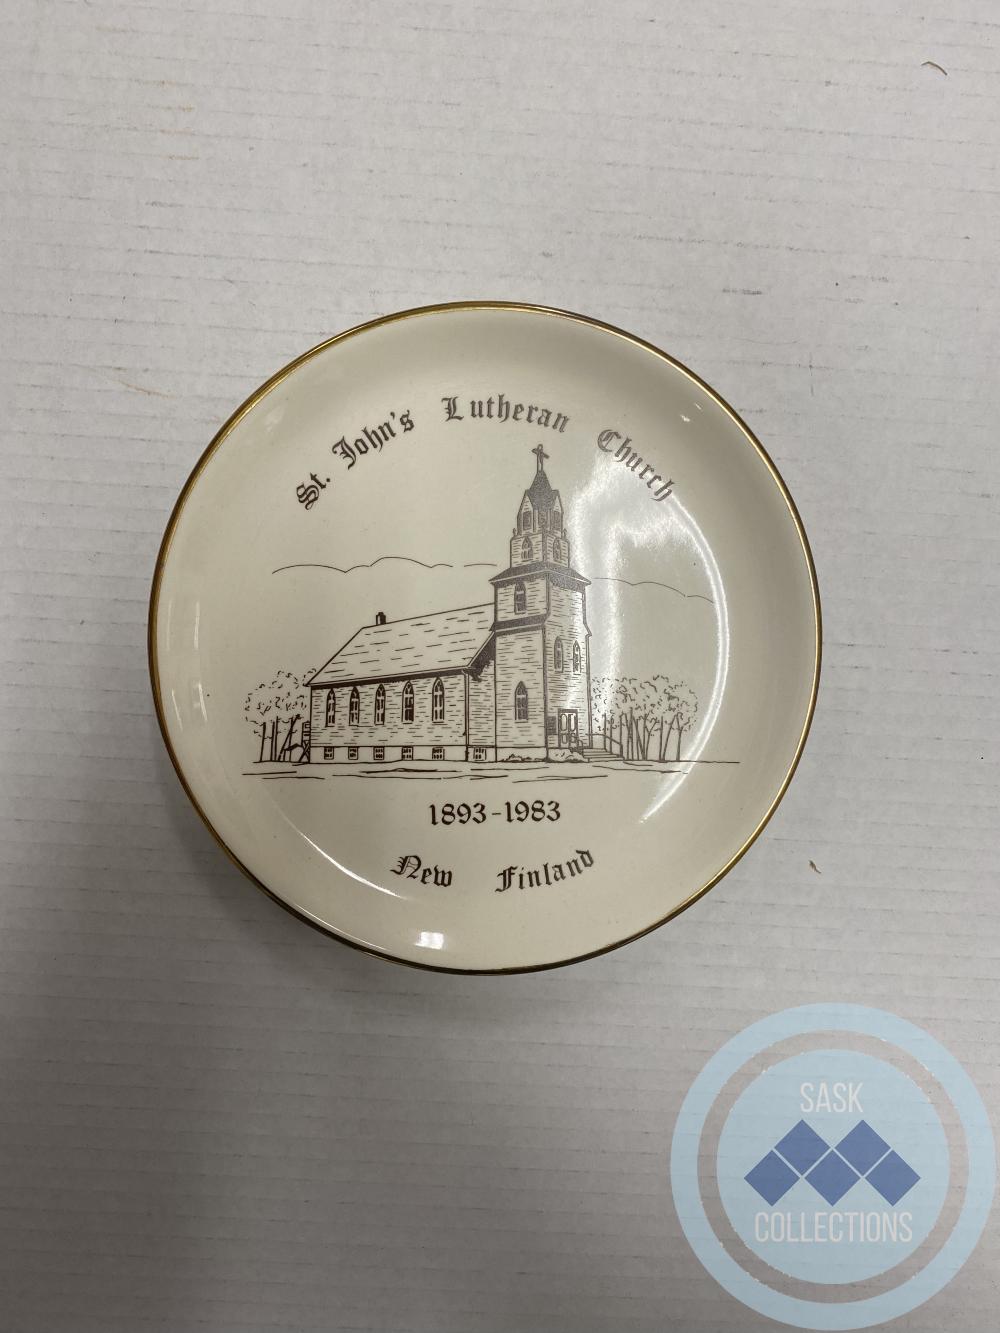 St. John's Lutheran Church
1893-1983
New Finland
SASK
COLLECTIONS